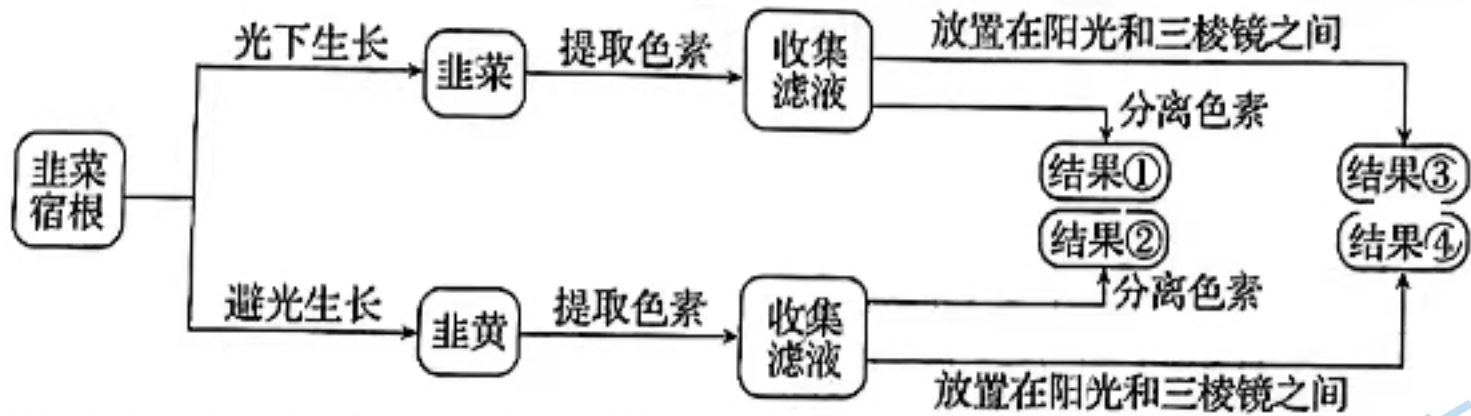 光下生长
韭菜
提取色素
收集
滤液
放置在阳光和三棱镜之间
分离色素
韭菜
宿根
结果①
结果③
结果②
结果④
避光生长
韭黄
提取色素
收集
滤液
分离色素
放置在阳光和三棱镜之间